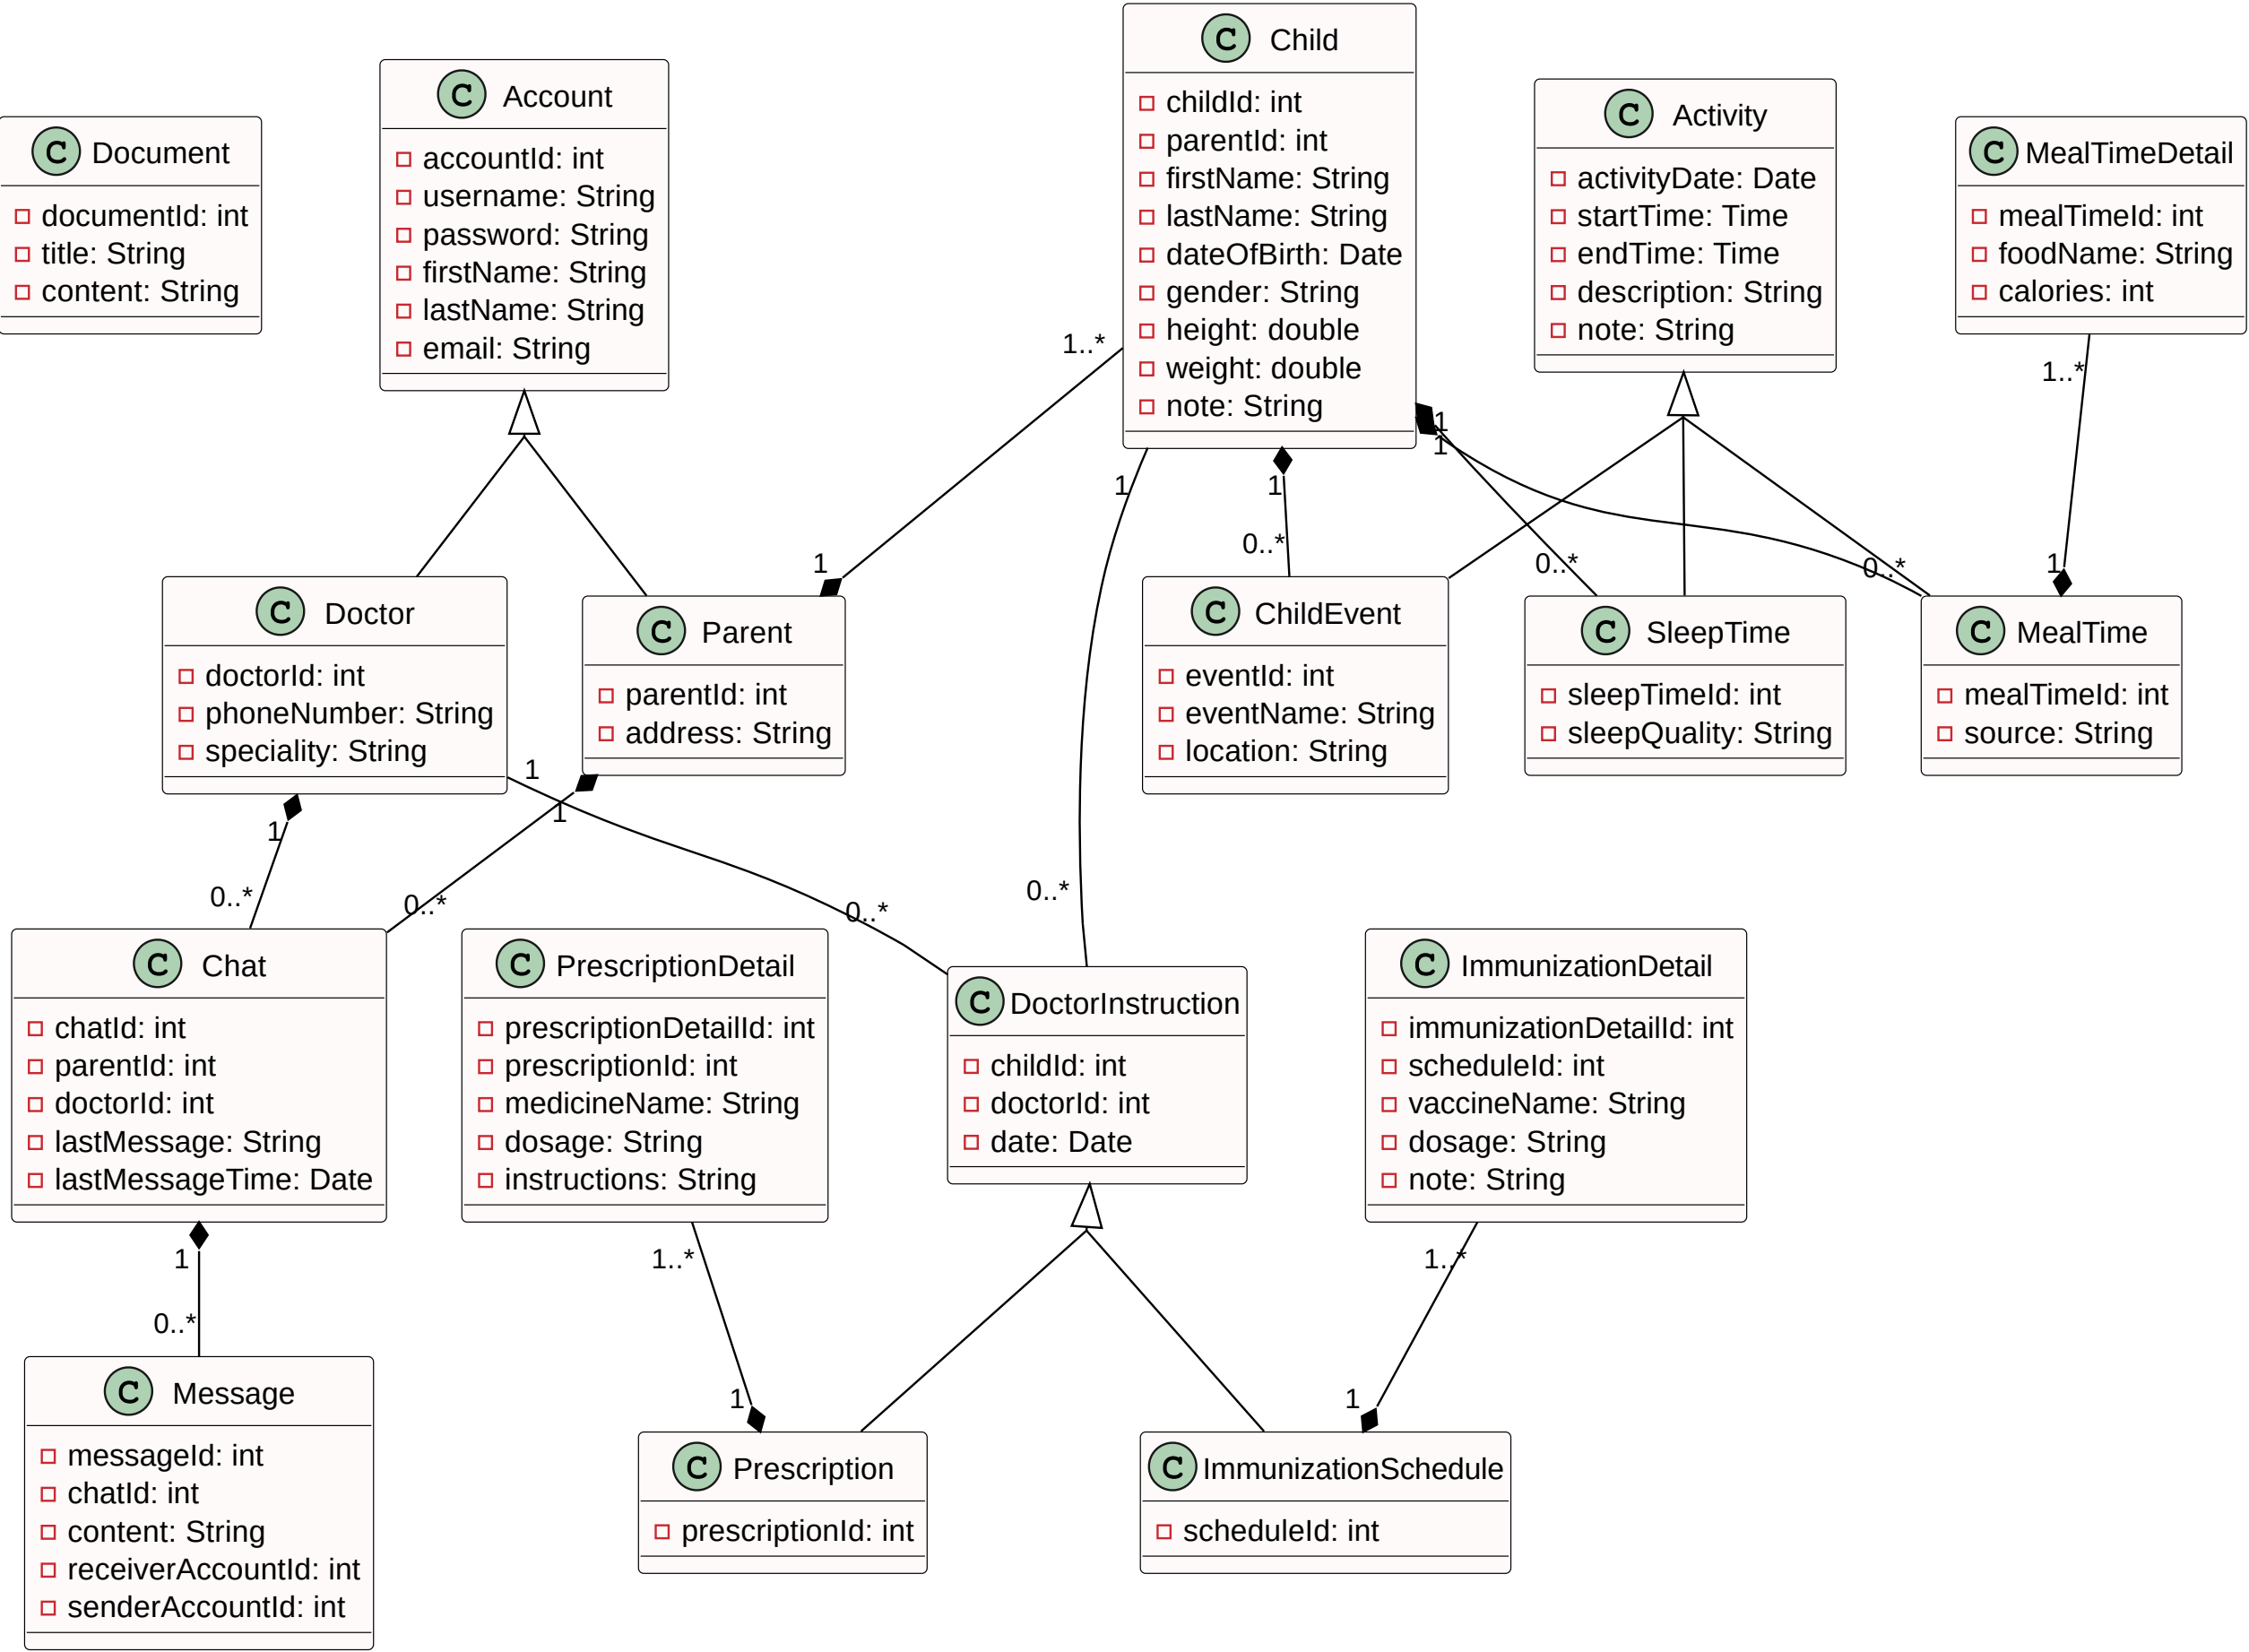 C Document
documentId: int
title: String
content: String
C Account
accountId: int
username: String
password: String
firstName: String
lastName: String
email: String
C Child
childId: int
parentId: int
firstName: String
lastName: String
dateOfBirth: Date
gender: String
height: double
weight: double
note: String
C Activity
activityDate: Date
startTime: Time
endTime: Time
description: String
note: String
C MealTimeDetail
mealTimeId: int
foodName: String
calories: int
1..*
1..*
1
1
1
1
0..*
1
0..*
0..*
1
C Doctor
doctorId: int
phoneNumber: String
speciality: String
C Parent
parentId: int
address: String
C ChildEvent
eventId: int
eventName: String
location: String
C SleepTime
sleepTimeId: int
sleepQuality: String
C MealTime
mealTimeId: int
source: String
1
1
1
0..*
0..*
0..*
0..*
C Chat
chatId: int
parentId: int
doctorId: int
lastMessage: String
lastMessageTime: Date
C PrescriptionDetail
prescriptionDetailId: int
prescriptionId: int
medicineName: String
dosage: String
instructions: String
C DoctorInstruction
childId: int
doctorId: int
date: Date
C ImmunizationDetail
immunizationDetailId: int
scheduleId: int
vaccineName: String
dosage: String
note: String
1
1..*
1..*
0..*
1
1
C Message
messageId: int
chatId: int
content: String
receiverAccountId: int
senderAccountId: int
C Prescription
prescriptionId: int
C ImmunizationSchedule
scheduleId: int